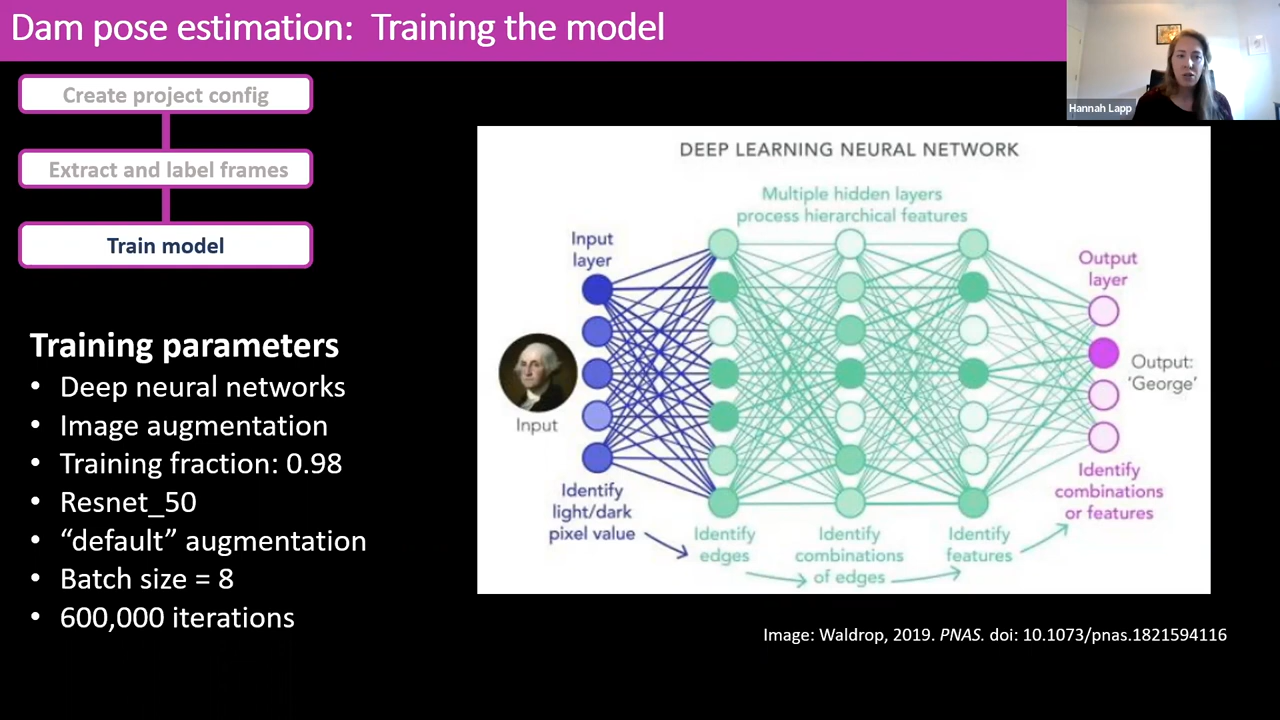 Dam pose estimation:  Training the model
Hannah Lapp
Create project config
Extract and label frames
Train model
Training parameters
• Deep neural networks
• Image augmentation
• Training fraction: 0.98
• Resnet_50
• “default” augmentation
• Batch size = 8
• 600,000 iterations
DEEP LEARNING NEURAL NETWORK
Multiple hidden layers
process hierarchical features
Input
layer
Output
layer
Input
Output:
‘George’
Identify
light/dark
pixel value
Identify
edges
Identify
combinations
of edges
Identify
features
Identify
combinations
or features
Image: Waldrop, 2019. PNAS. doi: 10.1073/pnas.1821594116